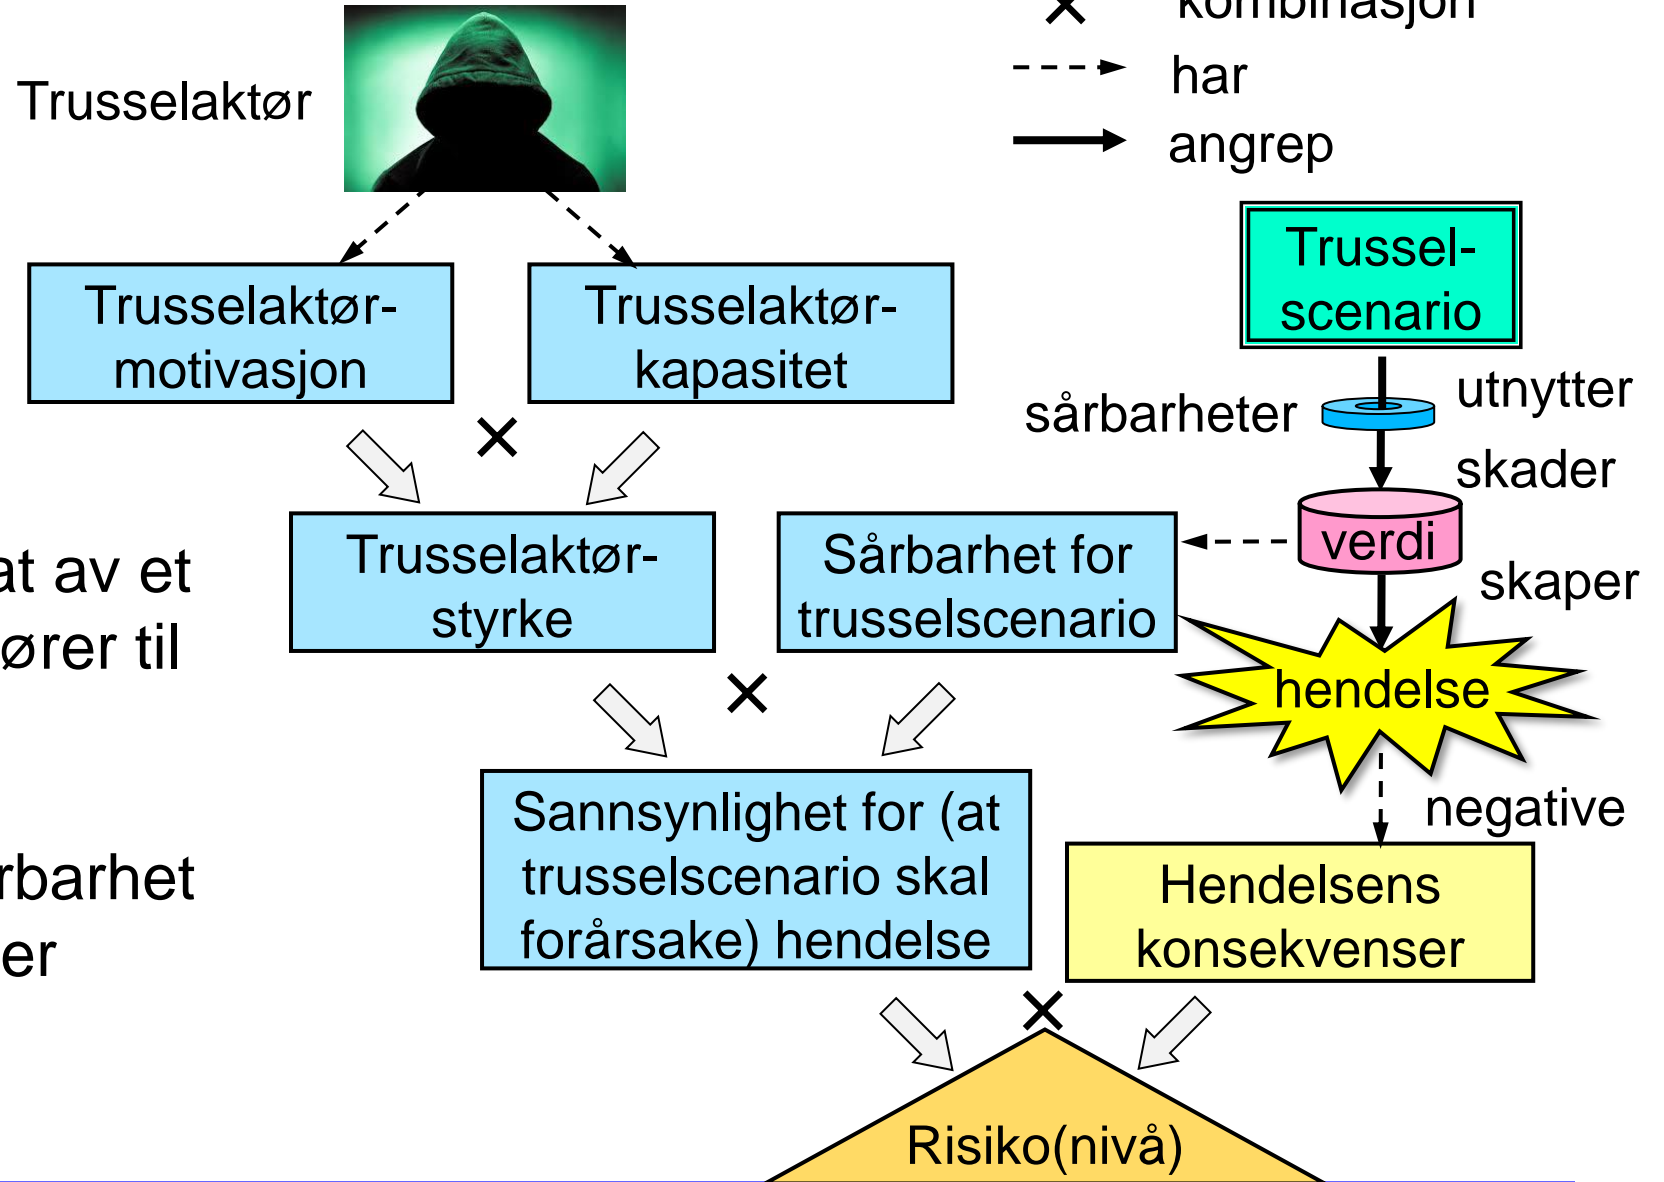 kombinasjon
har
angrep
Trusselaktør
Trusselaktør-
motivasjon
Trusselaktør-
kapasitet
Trussel-
scenario
sårbarheter
utnytter
skader
verdi
skaper
Trusselaktør-
styrke
Sårbarhet for
trusselscenario
at av et
ører til
hendelse
negative
Sannsynlighet for (at
trusselscenario skal
forårsake) hendelse
Hendelsens
konsekvenser
rbarhet
er
Risiko(nivå)